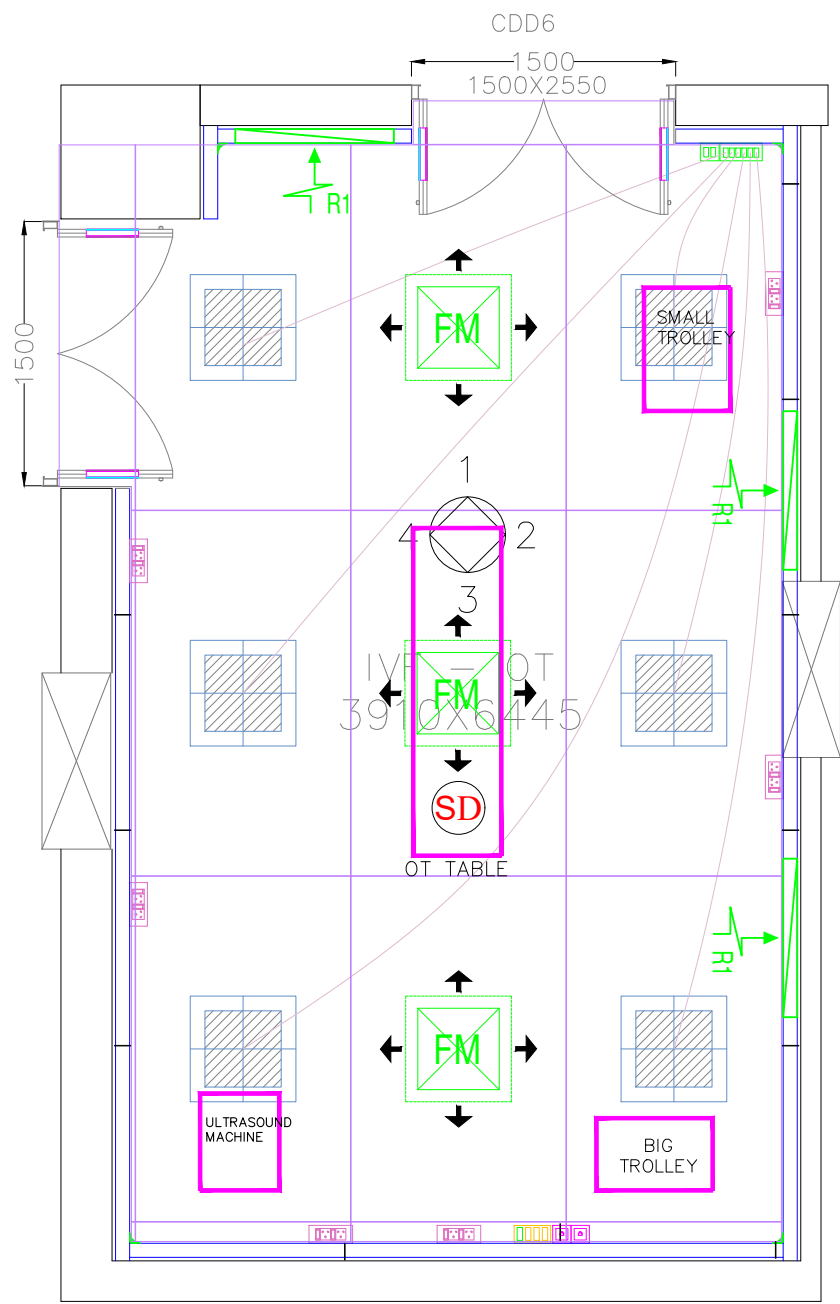 CDD6
1500
1500X2550
R1
1500
FM
SMALL
TROLLEY
1
4
2
R1
3
IVF - OT
FM
3910X6445
SD
OT TABLE
R1
FM
ULTRASOUND
MACHINE
BIG
TROLLEY